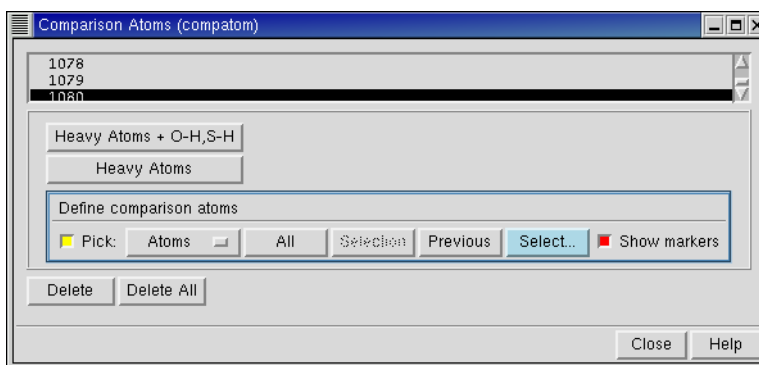 Comparison Atoms (compatom)
1078
1079
1080
Heavy Atoms + O-H,S-H
Heavy Atoms
Define comparison atoms
Pick: Atoms All Selection Previous Select... Show markers
Delete Delete All
Close Help